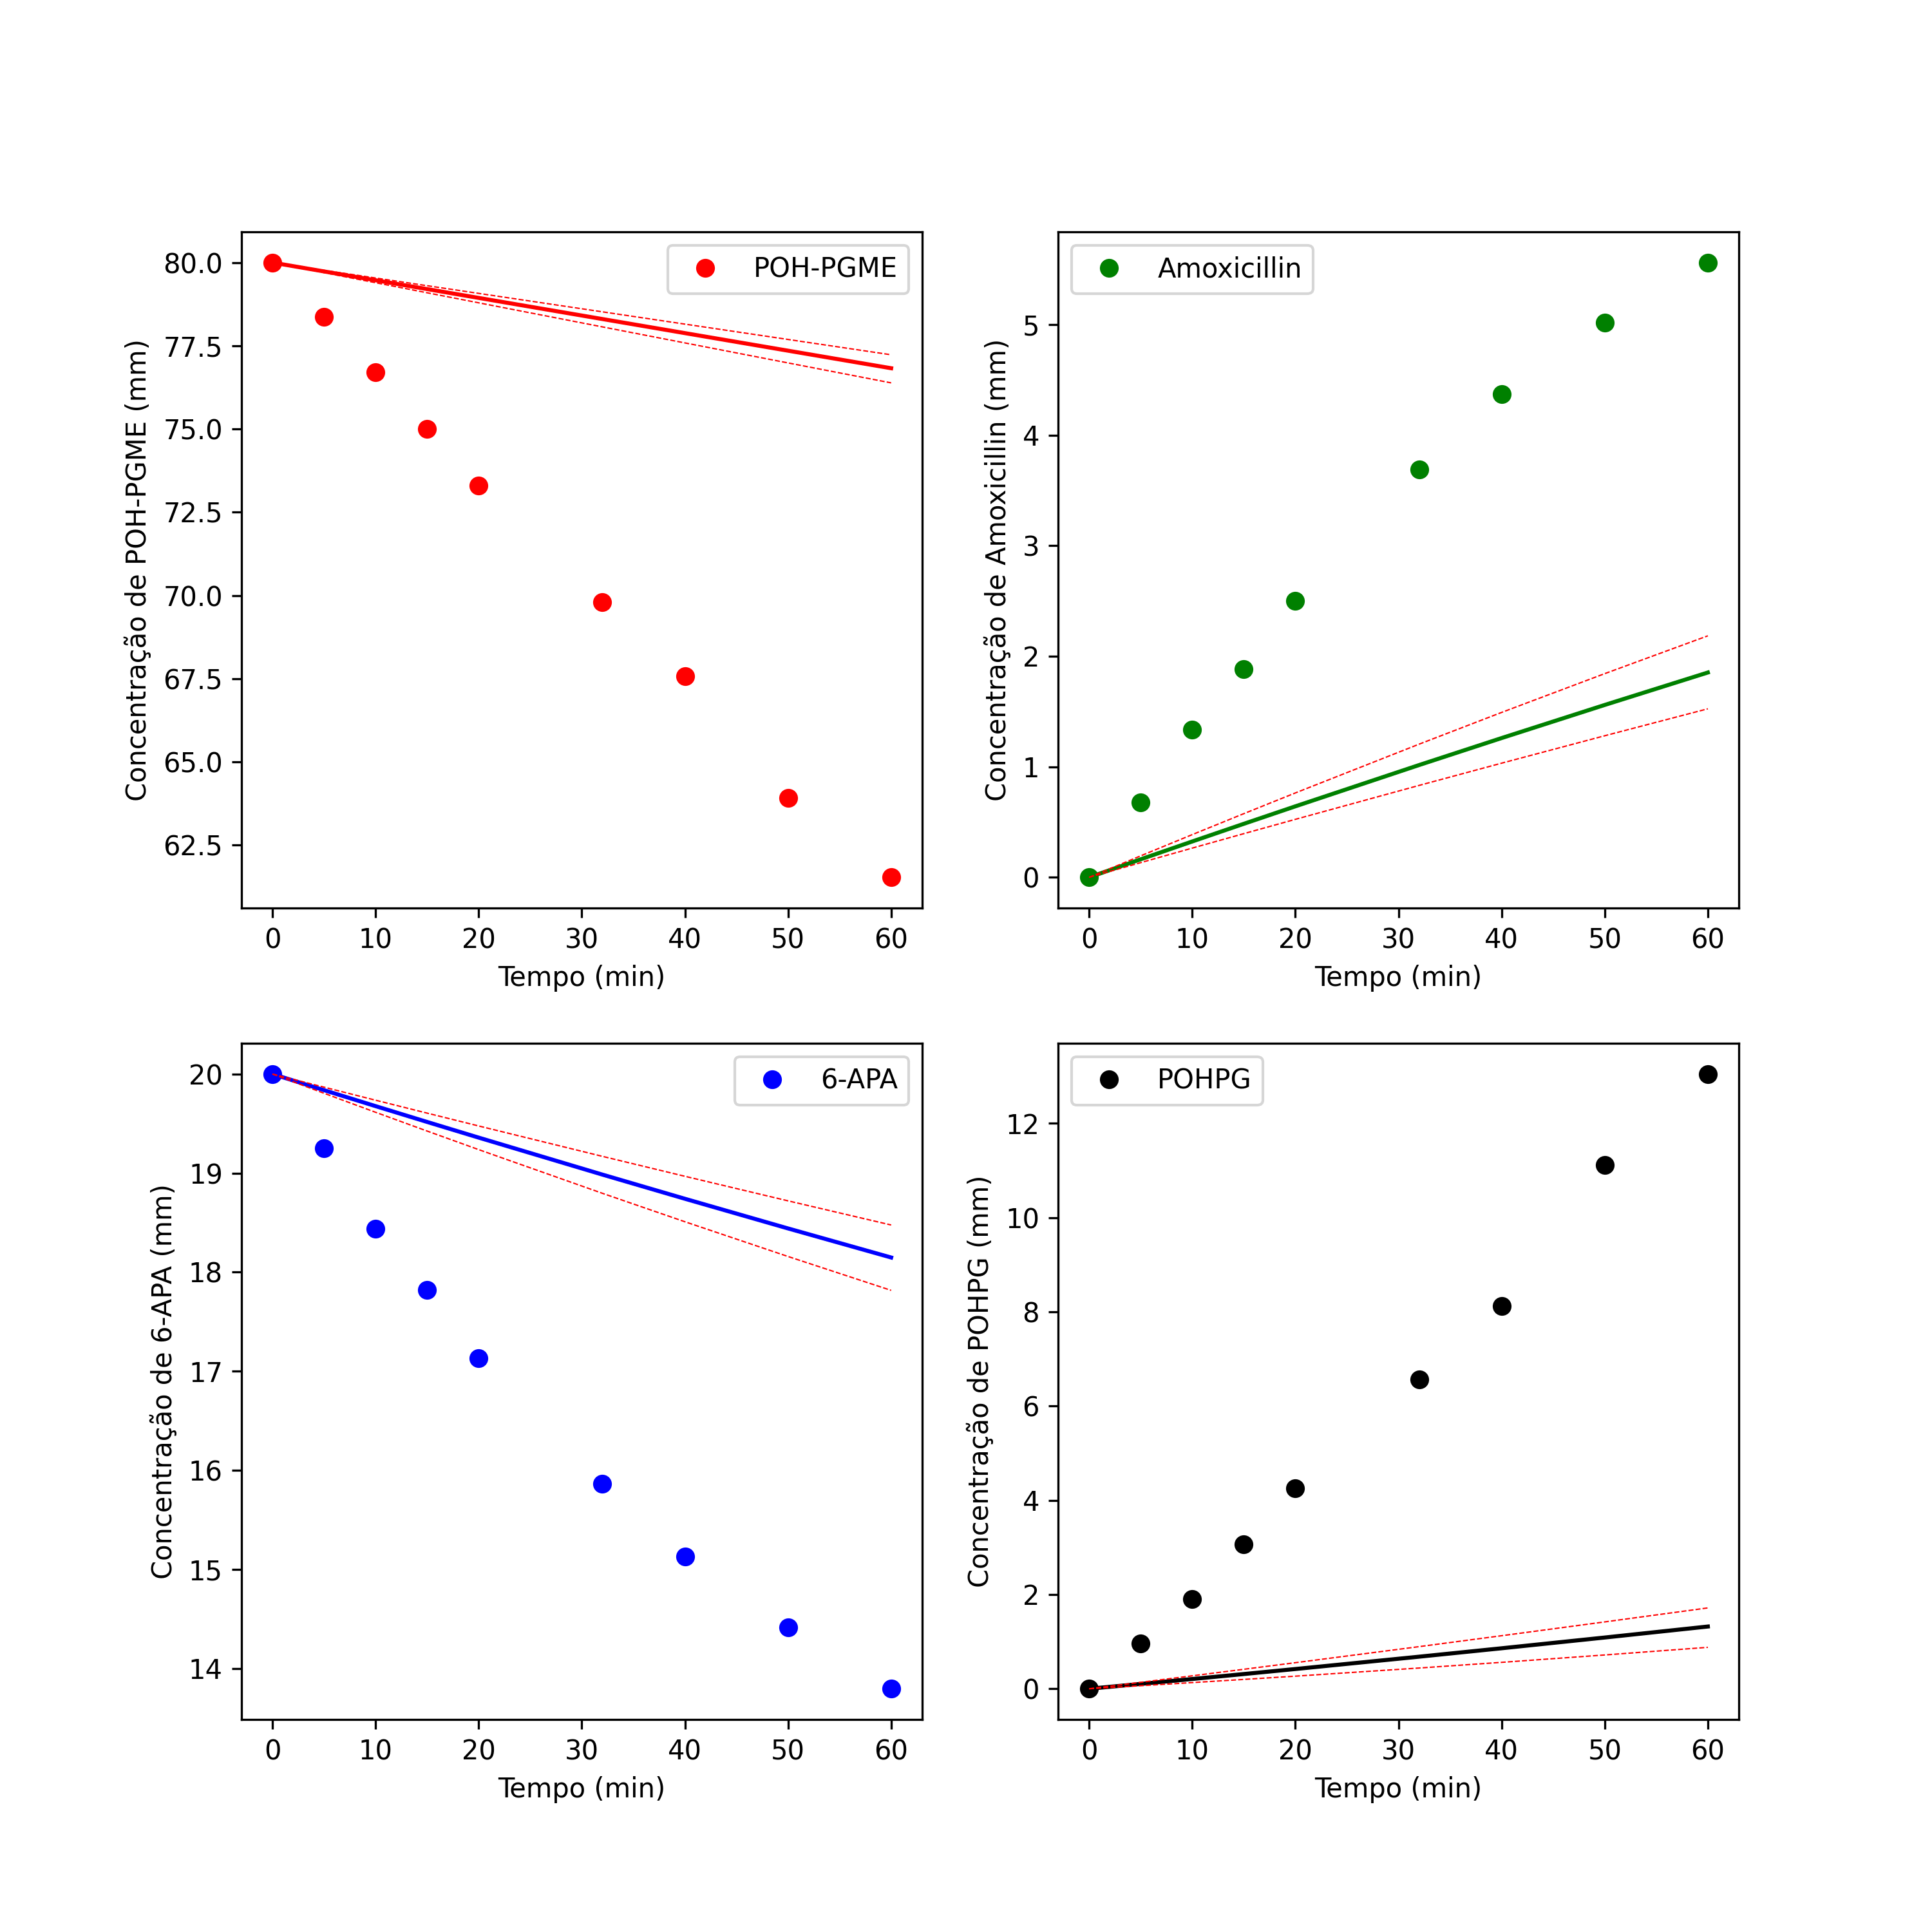 POH-PGME
80.0
77.5
75.0
72.5
70.0
67.5
65.0
62.5
Concentração de POH-PGME (mm)
0 10 20 30 40 50 60
Tempo (min)
Amoxicillin
5
4
3
2
1
0
Concentração de Amoxicillin (mm)
0 10 20 30 40 50 60
Tempo (min)
6-APA
20
19
18
17
16
15
14
Concentração de 6-APA (mm)
0 10 20 30 40 50 60
Tempo (min)
POHPG
12
10
8
6
4
2
0
Concentração de POHPG (mm)
0 10 20 30 40 50 60
Tempo (min)